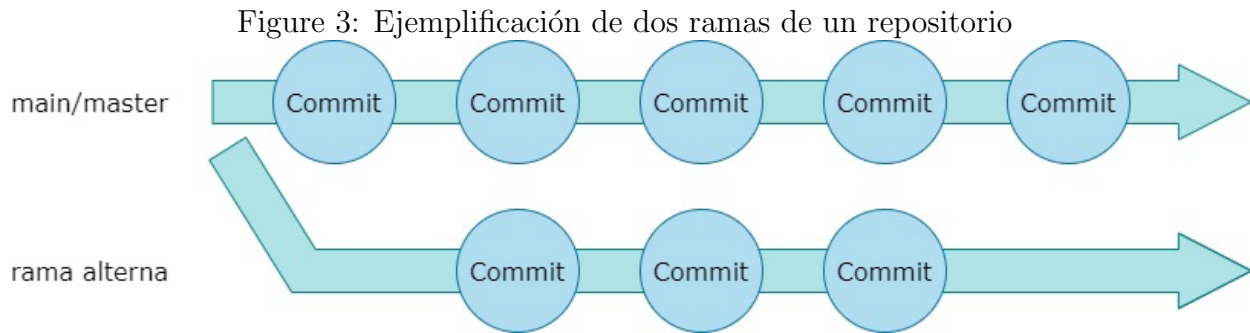 Figure 3: Ejemplificación de dos ramas de un repositorio
main/master Commit Commit Commit Commit Commit
rama alterna Commit Commit Commit